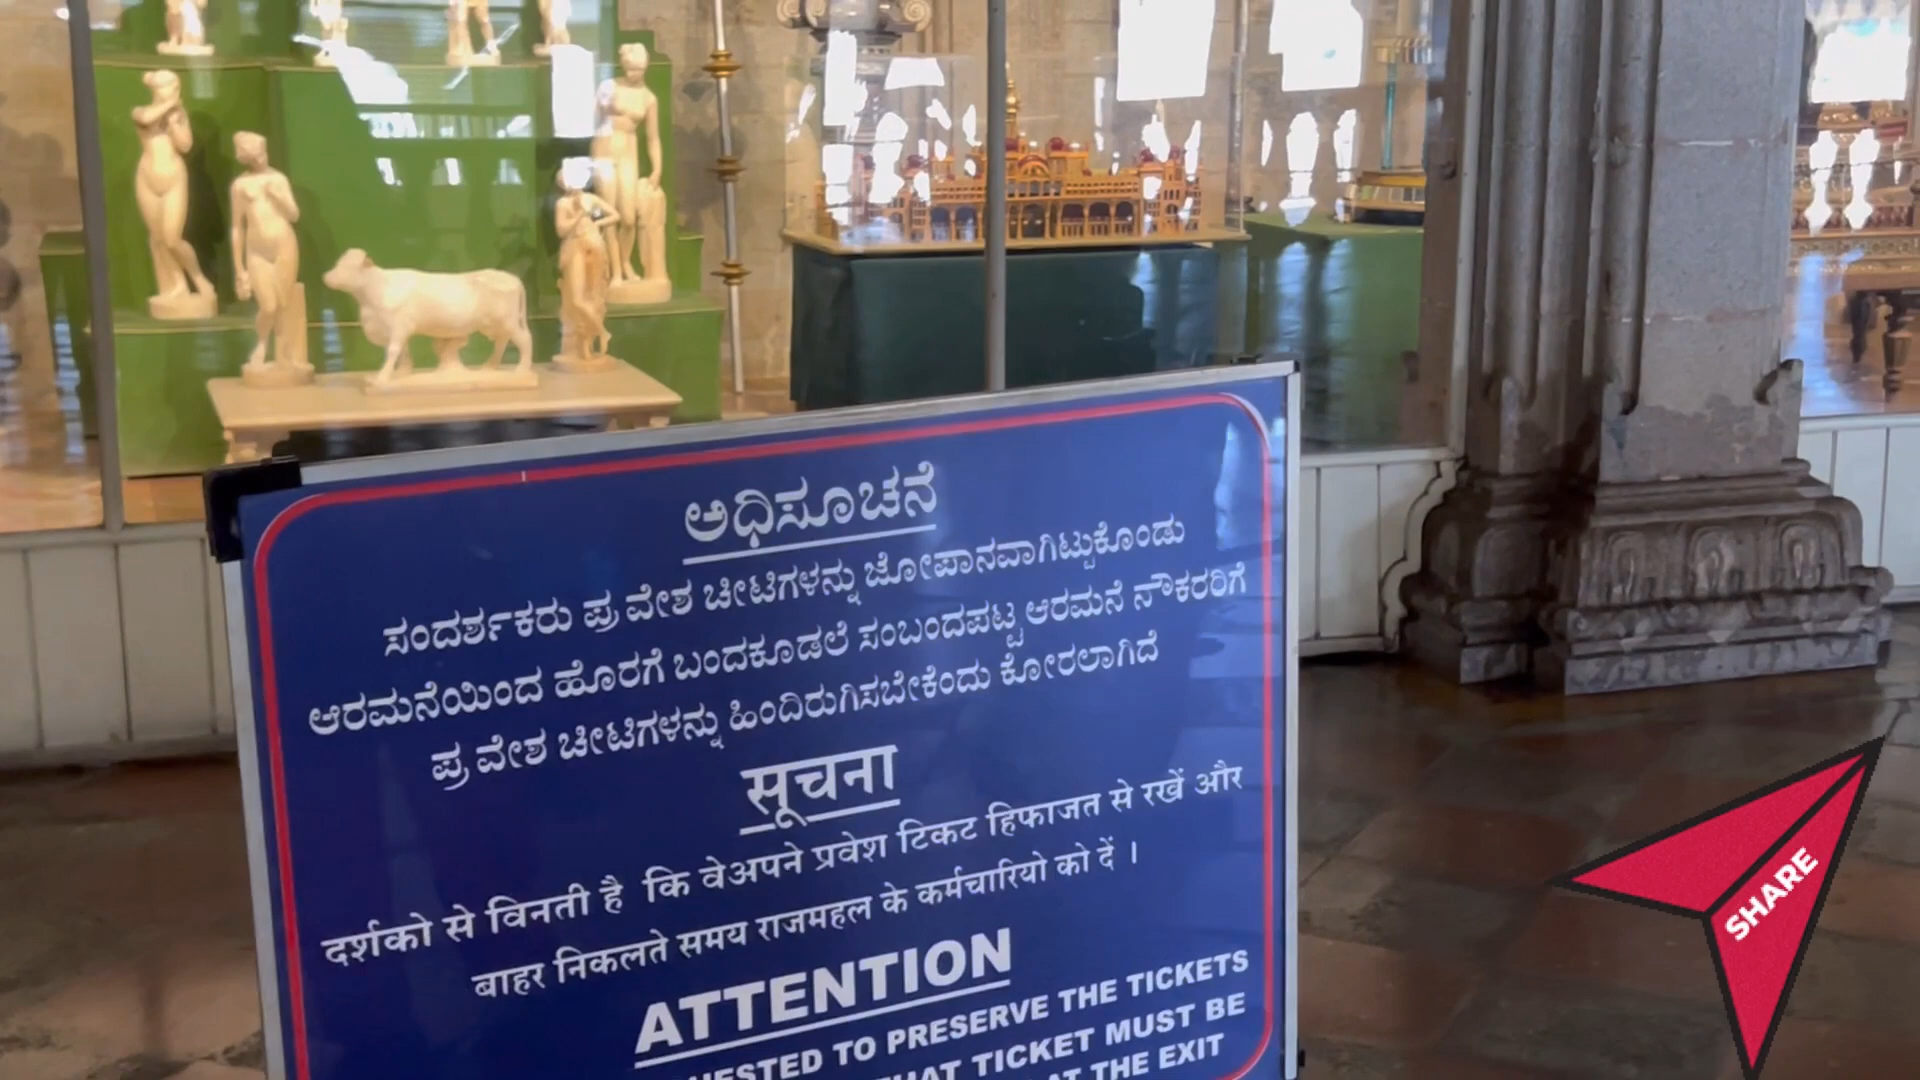 ಅಧಿಸೂಚನೆ
ಸಂದರ್ಶಕರು ಪ್ರವೇಶ ಚೀಟಿಗಳನ್ನು ಜೋಪಾನವಾಗಿಟ್ಟುಕೊಂಡು
ಆರಮನೆಯಿಂದ ಹೊರಗೆ ಬಂದಕೂಡಲೆ ಸಂಬಂದಪಟ್ಟ ಆರಮನೆ ನೌಕರರಿಗೆ
ಪ್ರವೇಶ ಚೀಟಿಗಳನ್ನು ಹಿಂದಿರುಗಿಸಬೇಕೆಂದು ಕೋರಲಾಗಿದೆ
सूचना
दर्शको से विनती है कि वेअपने प्रवेश टिकट हिफाजत से रखें और
बाहर निकलते समय राजमहल के कर्मचारियो को दें ।
ATTENTION
TO PRESERVE THE TICKETS
TICKET MUST BE
AT THE EXIT
SHARE